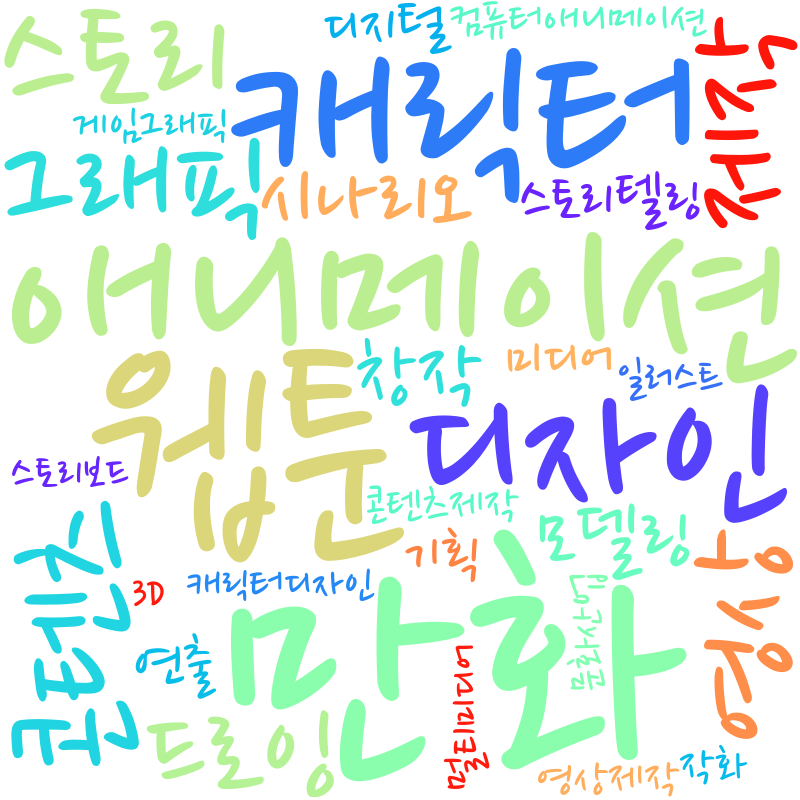 스토리
디지털
컴퓨터애니메이션
제작
게임그래픽
캐릭터
그래픽
시나리오
스토리텔링
애니메이션
웹툰
창작
미디어
일러스트
디자인
스토리보드
콘텐츠제작
모델링
콘텐츠
3D
기획
영상
캐릭터디자인
만화
연출
멀티미디어
드로잉
영상제작
작화